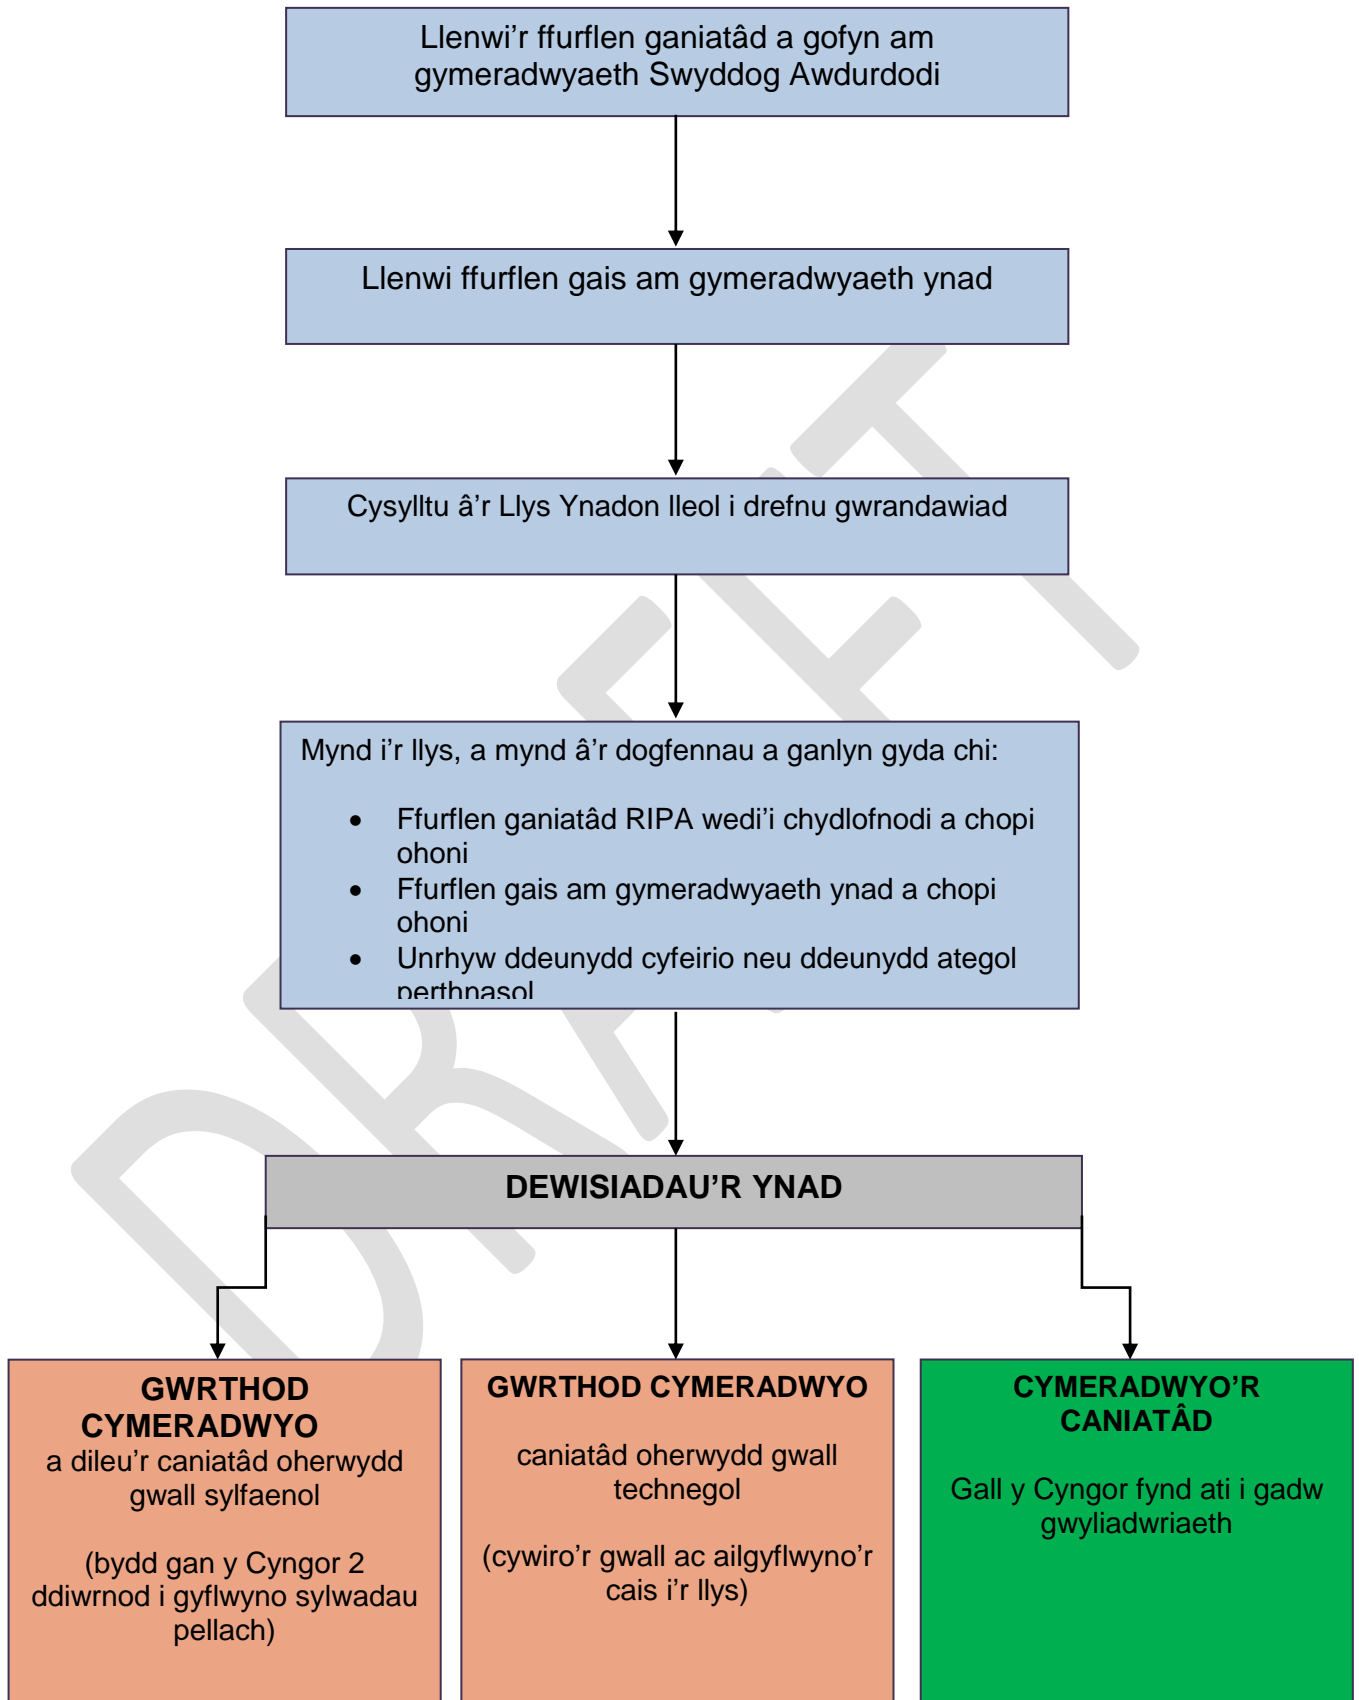 Llenwi’r ffurflen ganiatâd a gofyn am
gymeradwyaeth Swyddog Awdurdodi
Llenwi ffurflen gais am gymeradwyaeth ynad
Cysylltu â’r Llys Ynadon lleol i drefnu gwrandawiad
Mynd i’r llys, a mynd â’r dogfennau a ganlyn gyda chi:
• Ffurflen ganiatâd RIPA wedi’i chydlofnodi a chopi
ohoni
• Ffurflen gais am gymeradwyaeth ynad a chopi
ohoni
• Unrhyw ddeunydd cyfeirio neu ddeunydd ategol
perthnasol
DEWISIADAU’R YNAD
GWRTHOD
CYMERADWYO
a dileu’r caniatâd oherwydd
gwall sylfaenol
(bydd gan y Cyngor 2
ddiwrnod i gyflwyno sylwadau
pellach)
GWRTHOD CYMERADWYO
caniatâd oherwydd gwall
technegol
(cywiro’r gwall ac ailgyflwyno’r
cais i’r llys)
CYMERADWYO’R
CANIATÂD
Gall y Cyngor fynd ati i gadw
gwyliadwriaeth
DRAFT